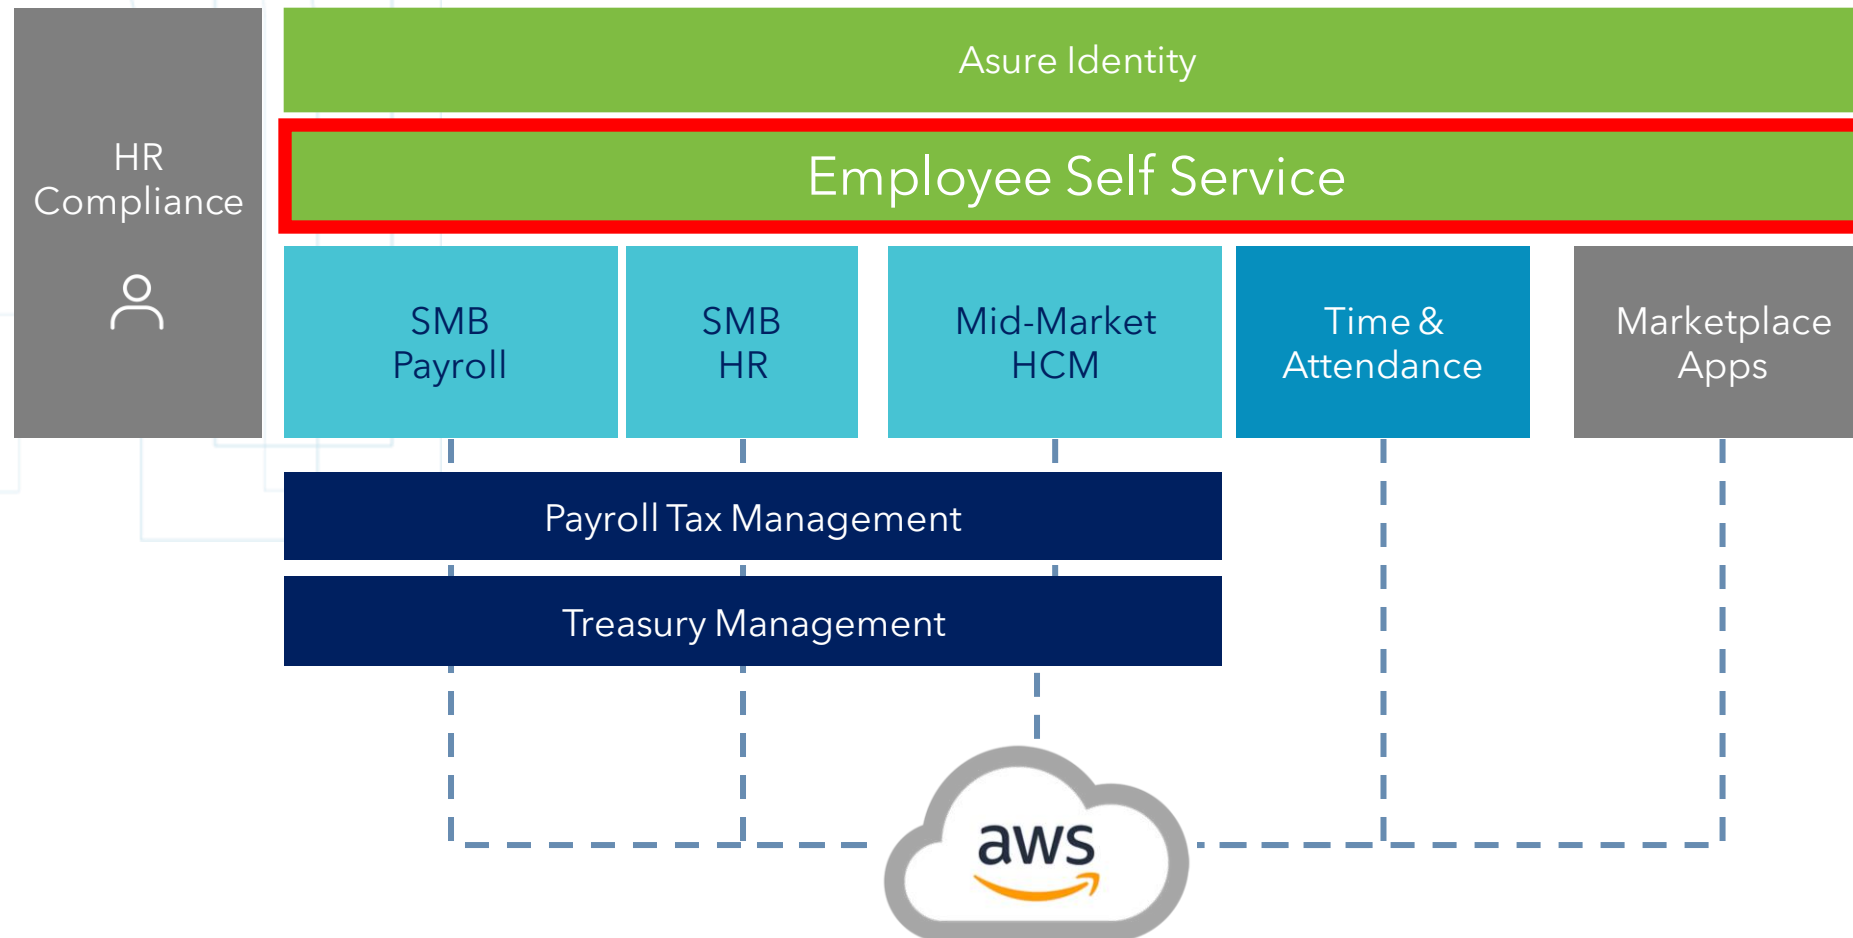 Asure Identity
HR
Compliance
Employee Self Service
SMB
Payroll
SMB
HR
Mid-Market
HCM
Time &
Attendance
Marketplace
Apps
Payroll Tax Management
Treasury Management
aws